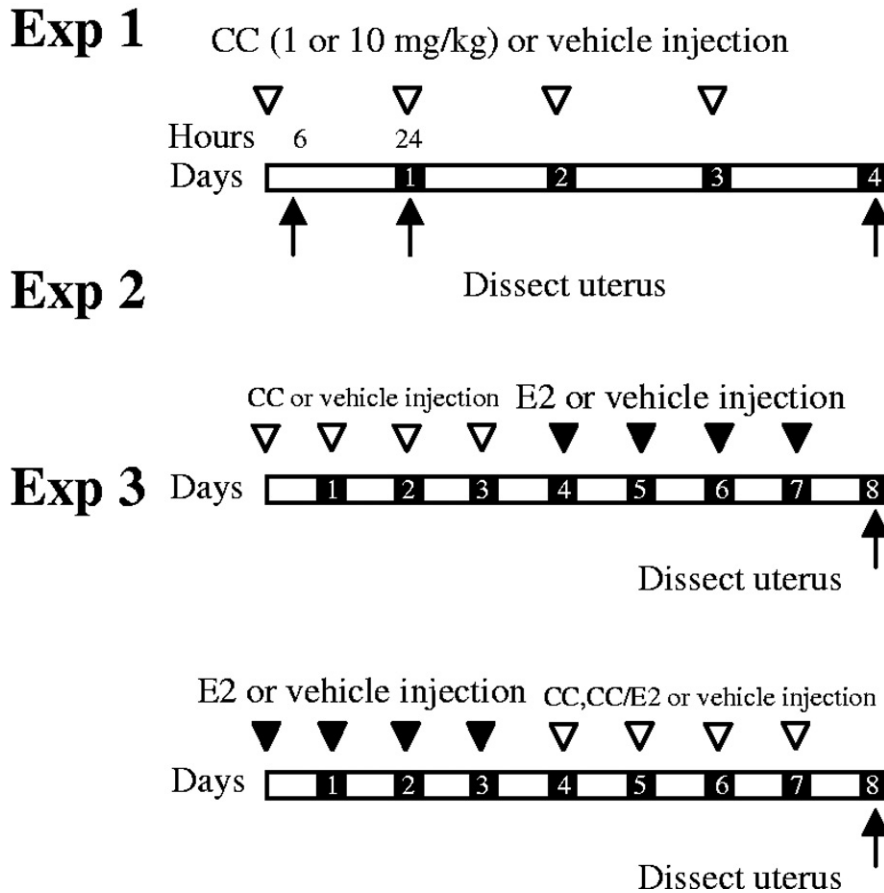 Exp 1
CC (1 or 10 mg/kg) or vehicle injection
Hours 6 24
Days 1 2 3 4
Dissect uterus
Exp 2
CC or vehicle injection E2 or vehicle injection
Exp 3
Days 1 2 3 4 5 6 7 8
Dissect uterus
E2 or vehicle injection CC,CC/E2 or vehicle injection
Days 1 2 3 4 5 6 7 8
Dissect uterus